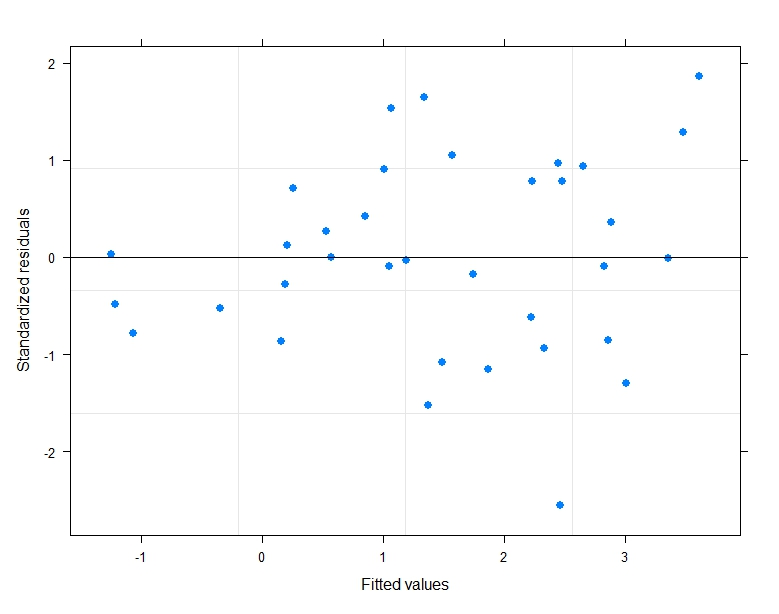 2
1
0
-1
-2
Standardized residuals
-1 0 1 2 3
Fitted values